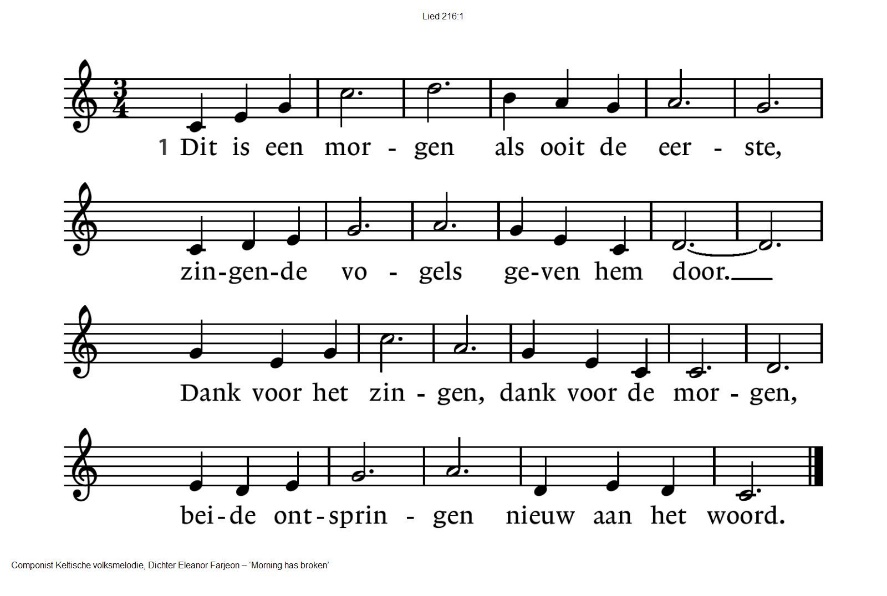 Lied 216:1
3
4
1 Dit is een mor - gen als ooit de eer - ste,
zin-gen-de vo - gels ge-ven hem door.
Dank voor het zin - gen, dank voor de mor - gen,
bei-de ont-sprin - gen nieuw aan het woord.
Componist Keltische volksmelodie, Dichter Eleanor Farjeon – ‘Morning has broken’